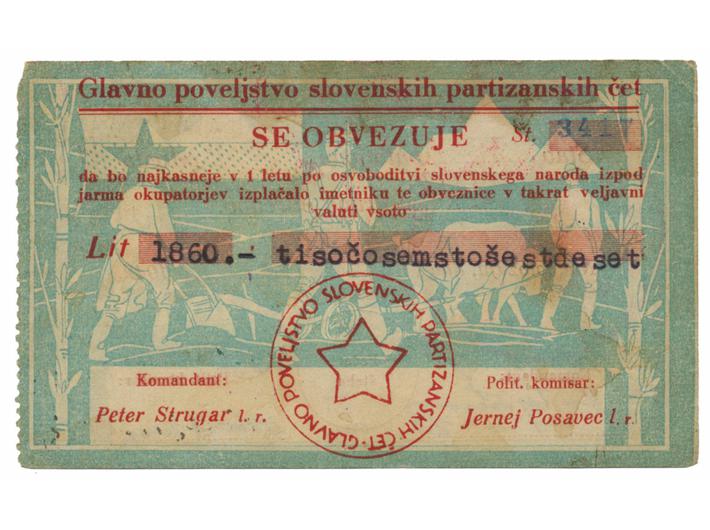 Glavno poveljstvo slovenskih partizanskih čet
SE OBVEZUJE
Št. 3417
da bo najkasneje v 1 letu po osvoboditvi slovenskega naroda izpod
jarma okupatorjev izplačalo imetniku te obveznice v takrat veljavni
valuti vsoto
Lit 1860.- tisočosemstošestdeset
GLAVNO POVELJSTVO SLOVENSKIH PARTIZANSKIH ČET
Komandant:
Peter Strugar l. r.
Polit. komisar:
Jernej Posavec l. r.